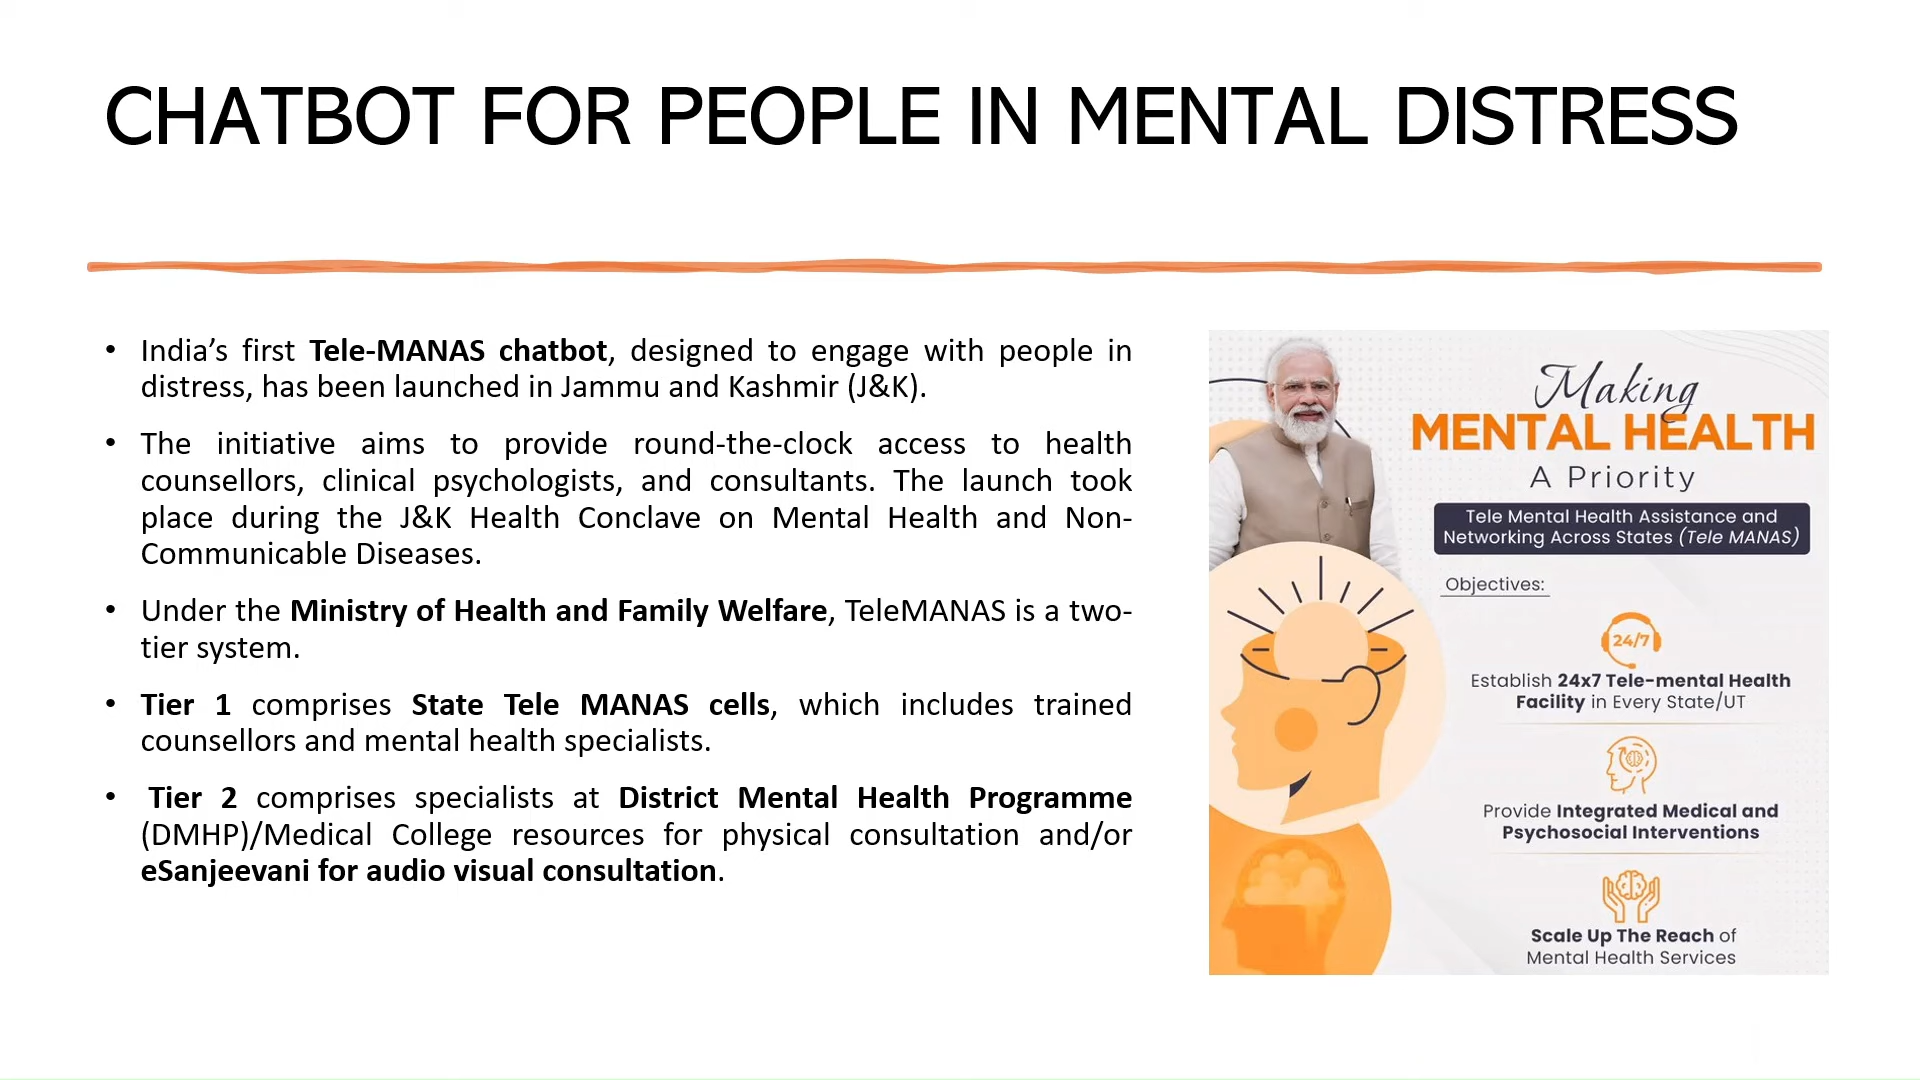 CHATBOT FOR PEOPLE IN MENTAL DISTRESS
• India’s first Tele-MANAS chatbot, designed to engage with people in
distress, has been launched in Jammu and Kashmir (J&K).
• The initiative aims to provide round-the-clock access to health
counsellors, clinical psychologists, and consultants. The launch took
place during the J&K Health Conclave on Mental Health and Non-
Communicable Diseases.
• Under the Ministry of Health and Family Welfare, TeleMANAS is a two-
tier system.
• Tier 1 comprises State Tele MANAS cells, which includes trained
counsellors and mental health specialists.
• Tier 2 comprises specialists at District Mental Health Programme
(DMHP)/Medical College resources for physical consultation and/or
eSanjeevani for audio visual consultation.
Making
MENTAL HEALTH
A Priority
Tele Mental Health Assistance and
Networking Across States (Tele MANAS)
Objectives:
24/7
Establish 24x7 Tele-mental Health
Facility in Every State/UT
Provide Integrated Medical and
Psychosocial Interventions
Scale Up The Reach of
Mental Health Services